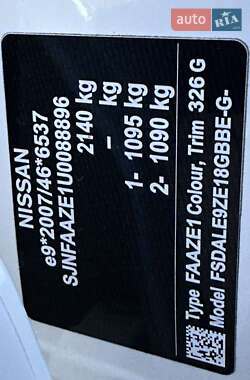 auto RIA.com
NISSAN
e9*2007/46*6537
SJNFAAZE1U0088896
2140 kg
– kg
1- 1095 kg
2- 1090 kg
Type FAAZE1 Colour, Trim 326 G
Model FSDALE9ZE18GBBE-G-